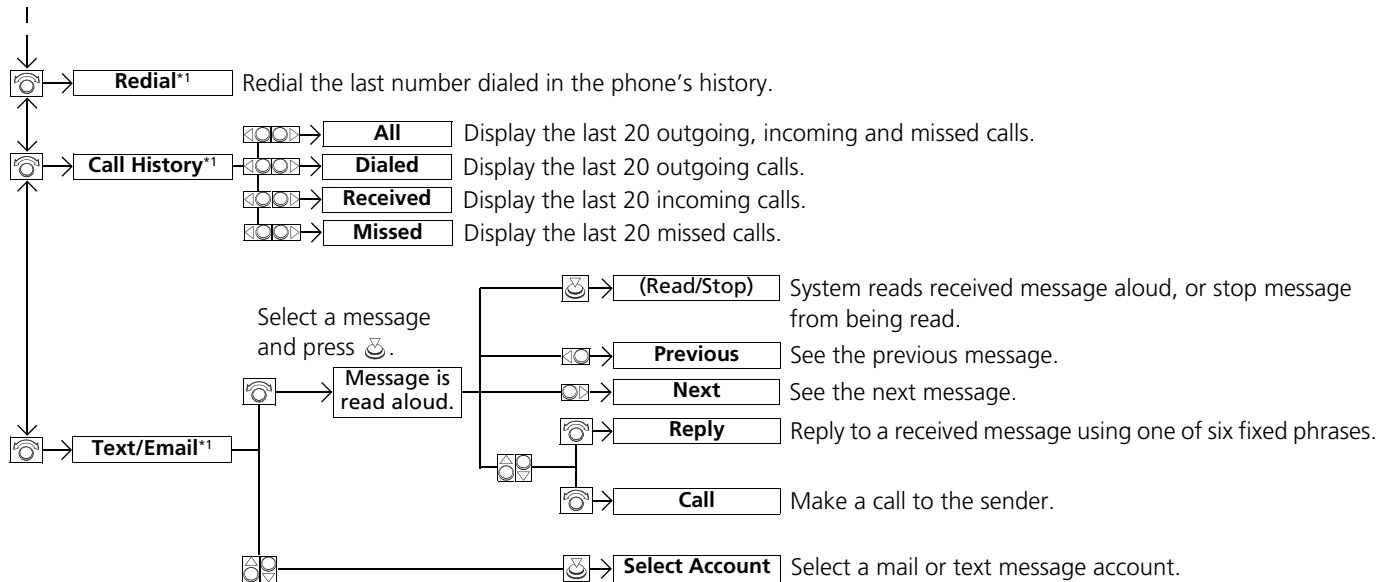 Redial*1 Redial the last number dialed in the phone's history.
All Display the last 20 outgoing, incoming and missed calls.
Call History*1 Dialed Display the last 20 outgoing calls.
Received Display the last 20 incoming calls.
Missed Display the last 20 missed calls.
(Read/Stop) System reads received message aloud, or stop message
from being read.
Select a message
and press .
Previous See the previous message.
Message is
read aloud.
Next See the next message.
Text/Email*1 Reply Reply to a received message using one of six fixed phrases.
Call Make a call to the sender.
Select Account Select a mail or text message account.